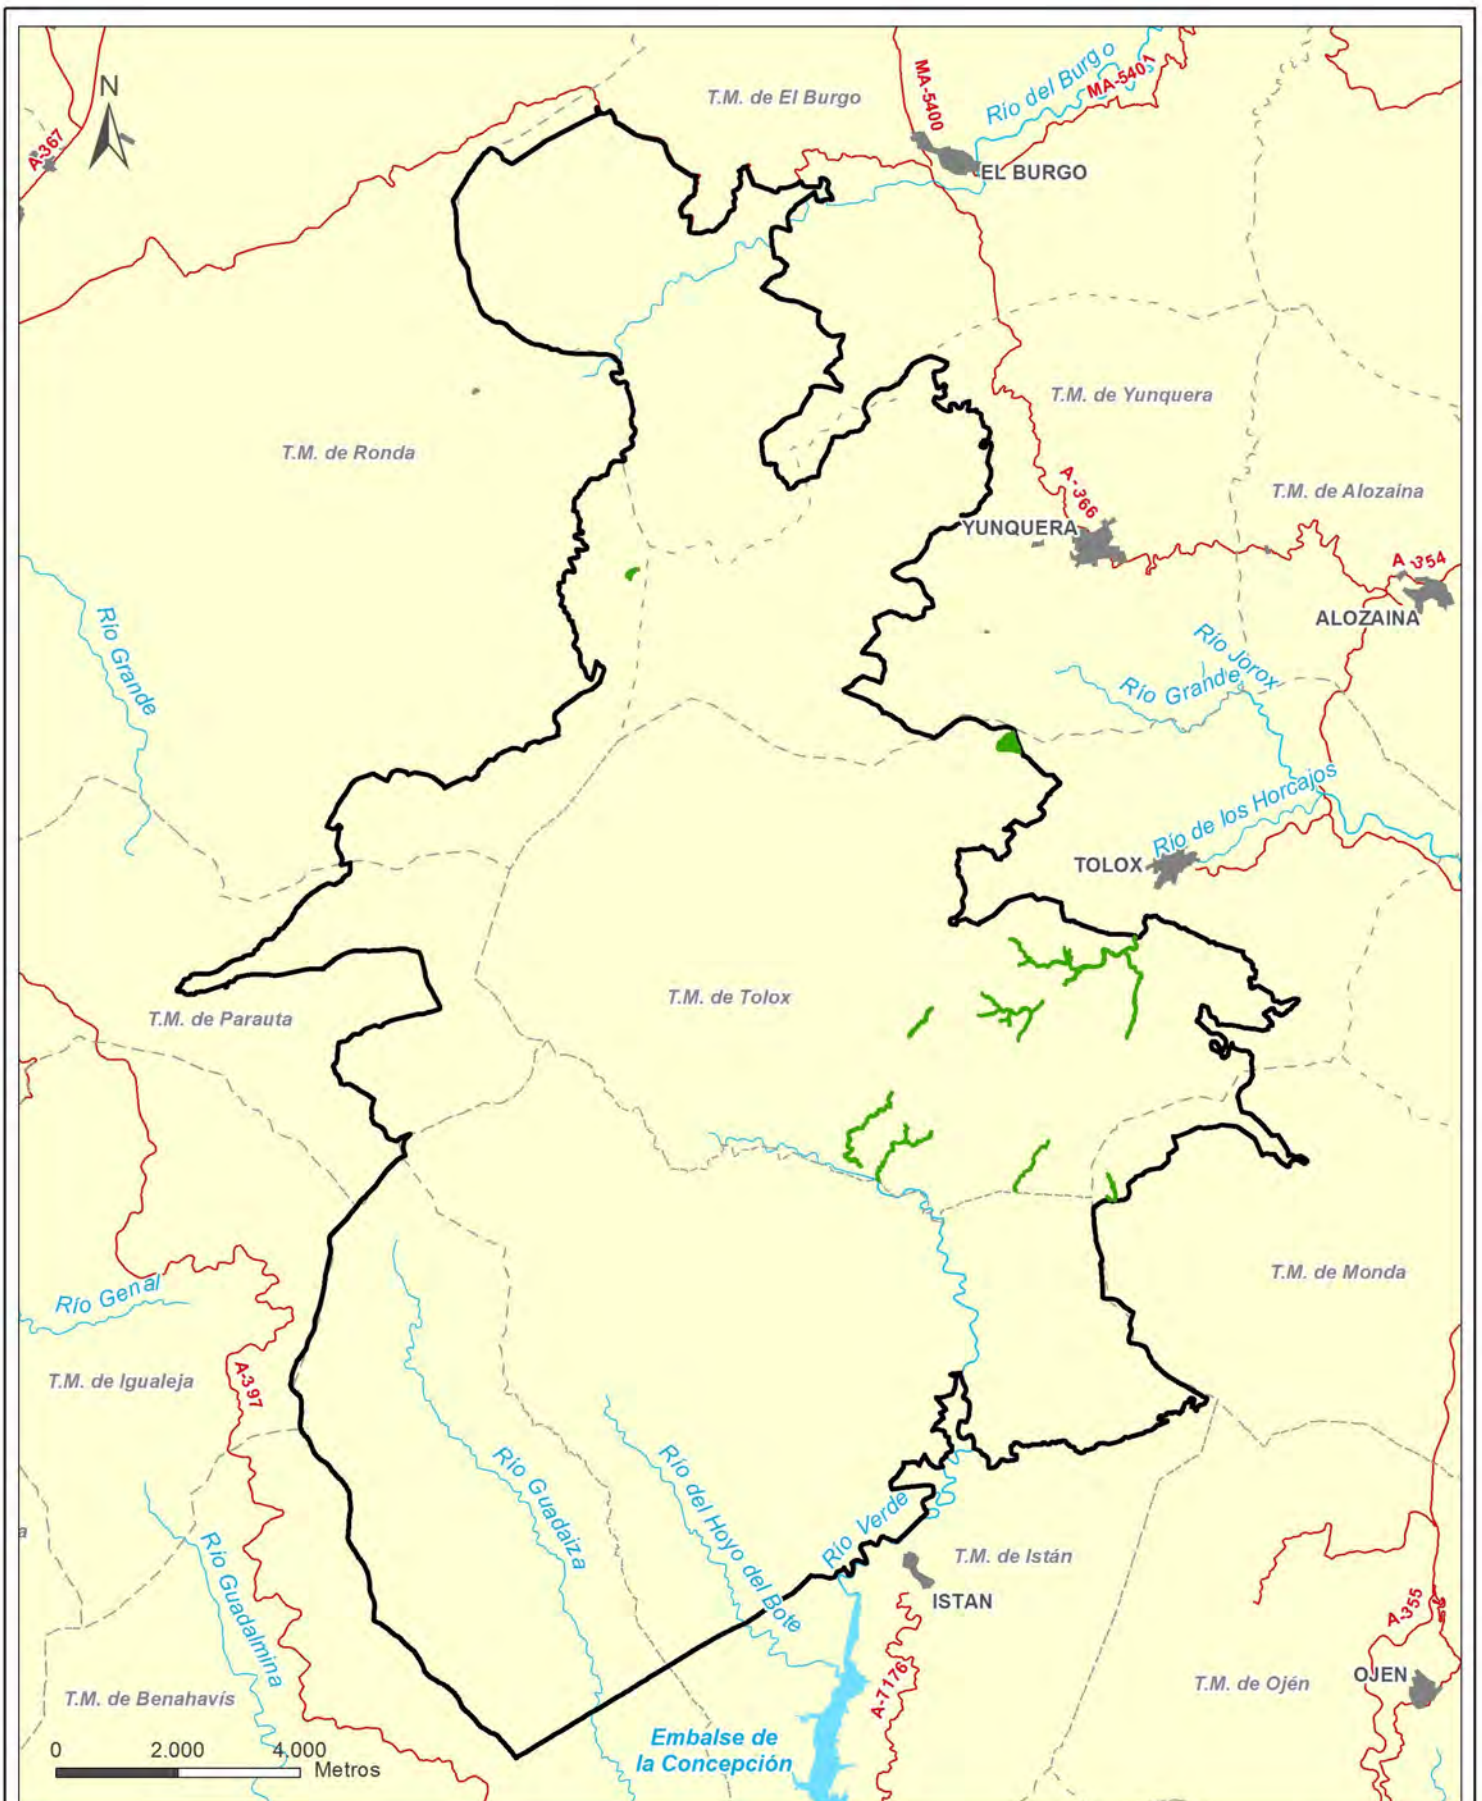 N
A-367
T.M. de El Burgo
MA-5400
Río del Burgo
MA-5401
EL BURGO
T.M. de Ronda
T.M. de Yunquera
A-366
T.M. de Alozaina
YUNQUERA
A-354
ALOZAINA
Río Grande
Río Jorox
Río Grande
Río de los Horcajos
TOLOX
T.M. de Tolox
T.M. de Parauta
T.M. de Monda
Río Genal
T.M. de Igualeja
A-397
Río Guadaiza
Río del Hoyo del Bote
Río Verde
a
Río Guadalmina
T.M. de Istán
ISTAN
A-355
T.M. de Benahavís
A-7176
T.M. de Ojén
OJEN
Embalse de
la Concepción
0 2.000 4.000
Metros